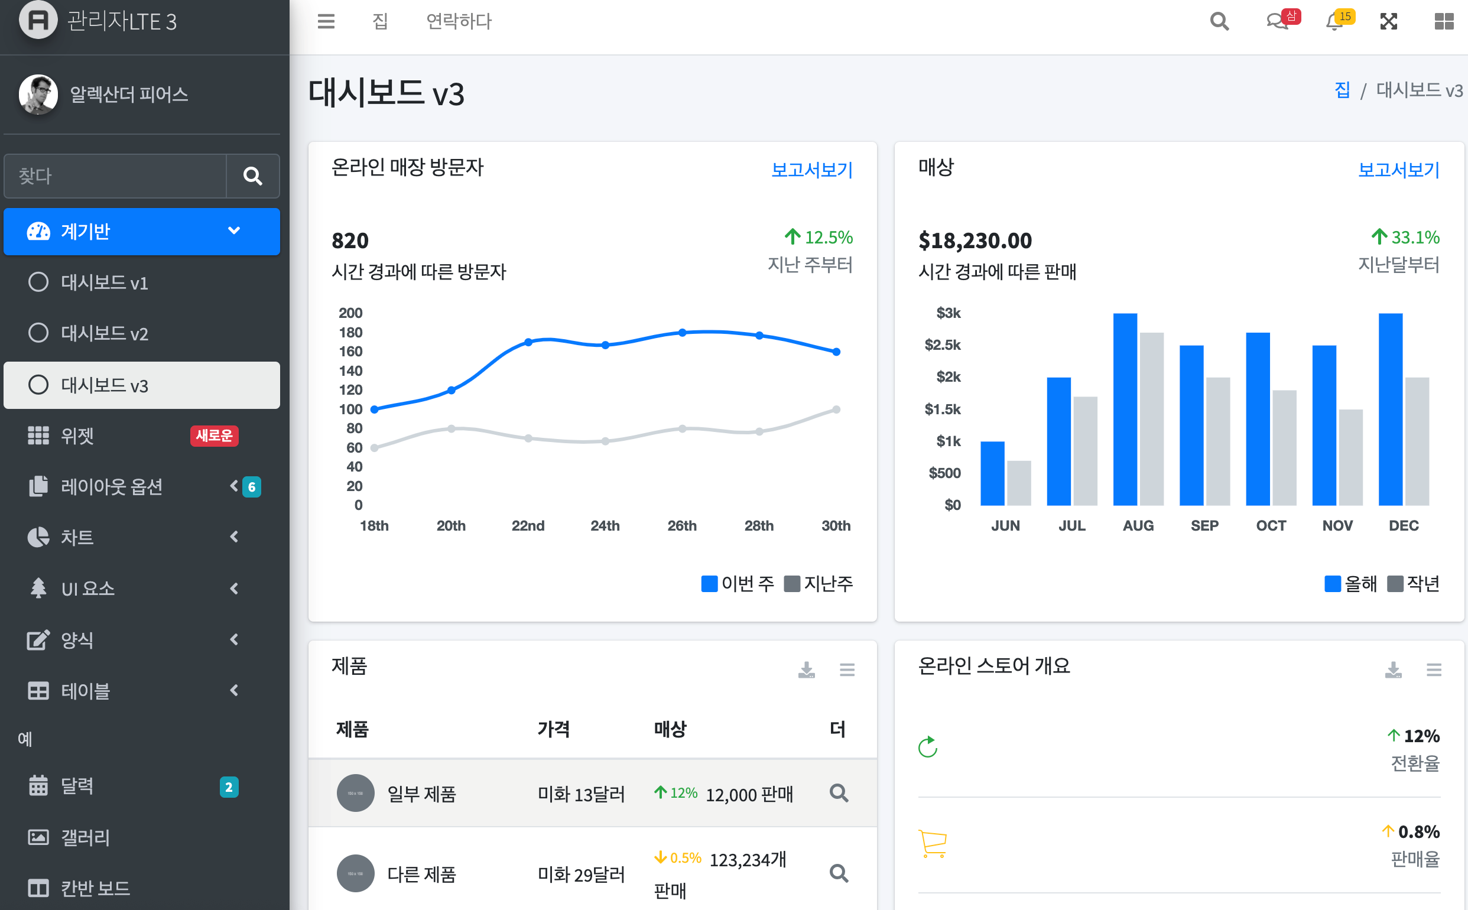 관리자LTE 3
알렉산더 피어스
찾다
계기반
대시보드 v1
대시보드 v2
대시보드 v3
위젯 새로운
레이아웃 옵션 6
차트
UI 요소
양식
테이블
예
달력 2
갤러리
칸반 보드
집 연락하다
삼 15
대시보드 v3
집 / 대시보드 v3
온라인 매장 방문자 보고서보기
820
시간 경과에 따른 방문자
12.5%
지난 주부터
200
180
160
140
120
100
80
60
40
20
0
18th 20th 22nd 24th 26th 28th 30th
이번 주 지난주
매상 보고서보기
$18,230.00
시간 경과에 따른 판매
33.1%
지난달부터
$3k
$2.5k
$2k
$1.5k
$1k
$500
$0
JUN JUL AUG SEP OCT NOV DEC
올해 작년
제품
제품 가격 매상 더
일부 제품 미화 13달러 12% 12,000 판매
다른 제품 미화 29달러 0.5% 123,234개
판매
온라인 스토어 개요
12%
전환율
0.8%
판매율